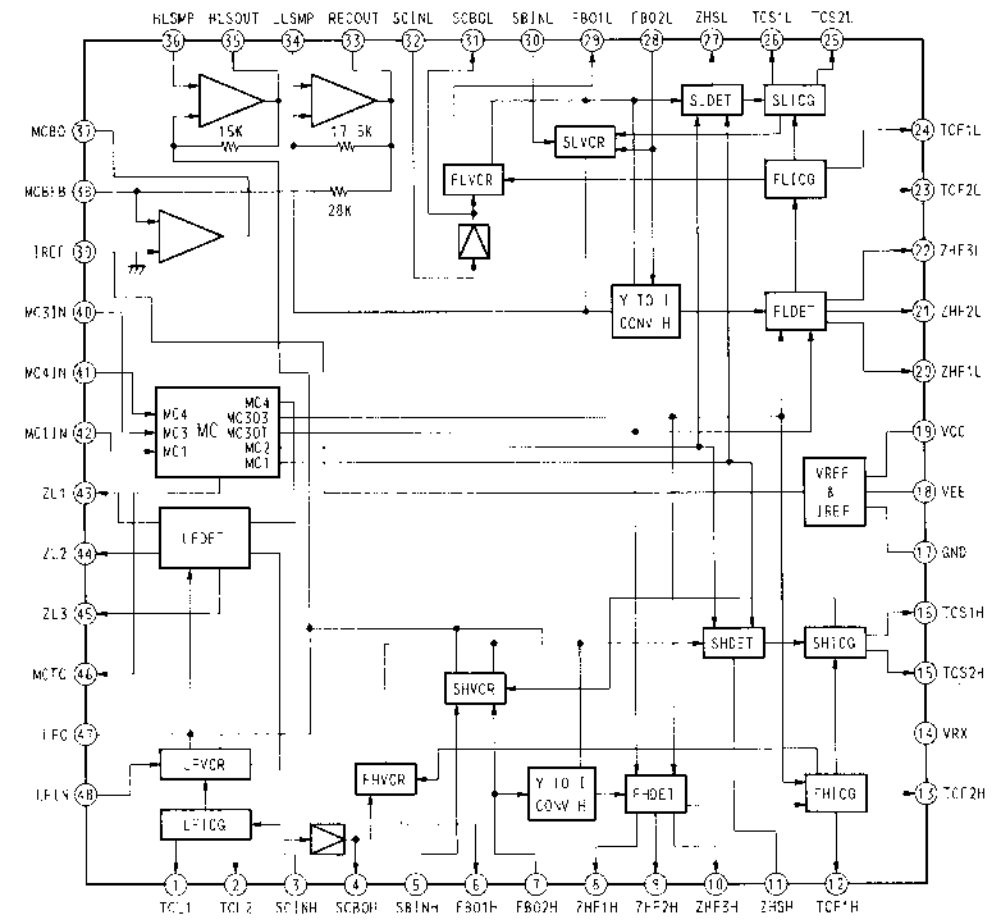 HLSMP HLSOUT LLSMP RECOUT SCINL SCBOL SBINL FBO1L FBO2L ZHSL TCS1L TCS2L
36 35 34 33 32 31 30 29 28 27 26 25
15K
28K
MCBO 37
MCBFB 38
IREF 39
MC3IN 40
MC4IN 41
MC1IN 42
ZL1 43
ZL2 44
ZL3 45
MCTC 46
LFC 47
LFIN 48
24 TCF1L
23 TCF2L
22 ZHF3L
21 ZHF2L
20 ZHF1L
19 VCC
18 VEE
17 GND
16 TCS1H
15 TCS2H
14 VRX
13 TCF2H
SLDET
SLICG
SLVCR
FLVCR
FLICG
Y TO I
CONV H
FLDET
MC4
MC3
MC1
MC
MC4
MC3O3
MC3OT
MC2
MC1
VREF
&
IREF
LFDET
SHDET
SHICG
SHVCR
LFVCR
FHVCR
Y TO I
CONV H
FHDET
FHICG
LFICG
1 2 3 4 5 6 7 8 9 10 11 12
TCL1 TCL2 SCINH SCBOH SBINH FBO1H FBO2H ZHF1H ZHF2H ZHF3H ZHSH TCF1H